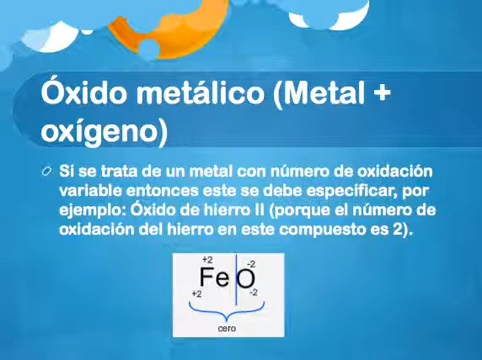 Óxido metálico (Metal +
oxígeno)
Si se trata de un metal con número de oxidación
variable entonces este se debe especificar, por
ejemplo: Óxido de hierro II (porque el número de
oxidación del hierro en este compuesto es 2).
+2 -2
FeO
+2 -2
cero